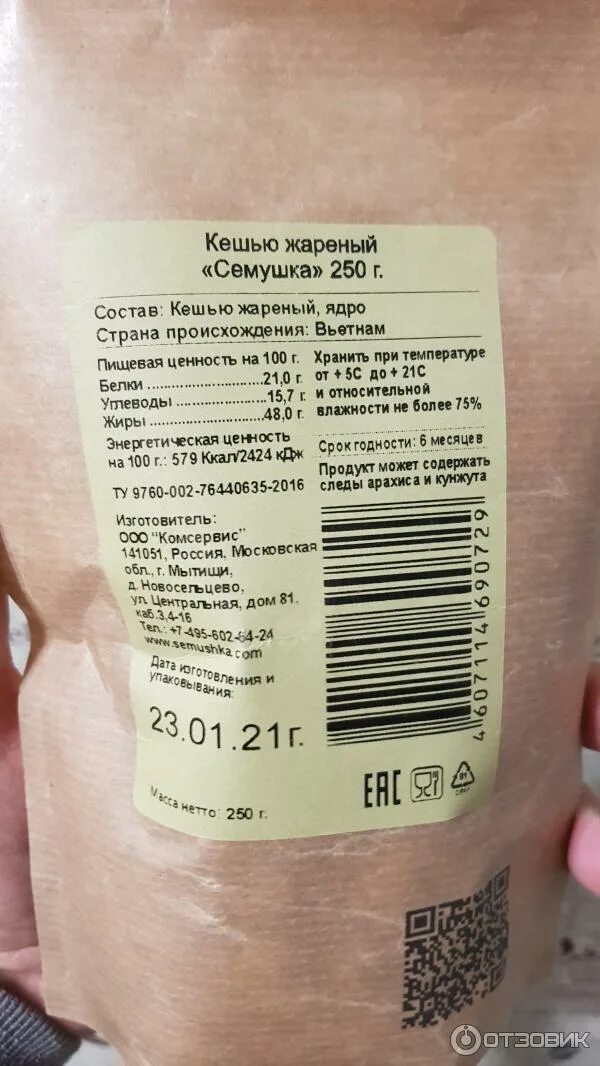 Кешью жареный
«Семушка» 250 г.
Состав: Кешью жареный, ядро
Страна происхождения: Вьетнам
Пищевая ценность на 100 г.
Белки ................21,0 г.
Углеводы ..............15,7 г.
Жиры ....................48,0 г.
Энергетическая ценность
на 100 г.: 579 Ккал/2424 кДж
ТУ 9760-002-76440635-2016
Хранить при температуре
от + 5С до + 21С
и относительной
влажности не более 75%
Срок годности: 6 месяцев
Продукт может содержать
следы арахиса и кунжута
Изготовитель:
ООО "Комсервис"
141051, Россия, Московская
обл., г. Мытищи,
д. Новосельцево,
ул. Центральная, дом 81.
каб.3,4-16
Тел.: +7-495-602-64-24
www.semushka.com
Дата изготовления и
упаковывания:
23.01.21г.
Масса нетто: 250 г.
4607114690729
ЕАС
ОТЗОВИК